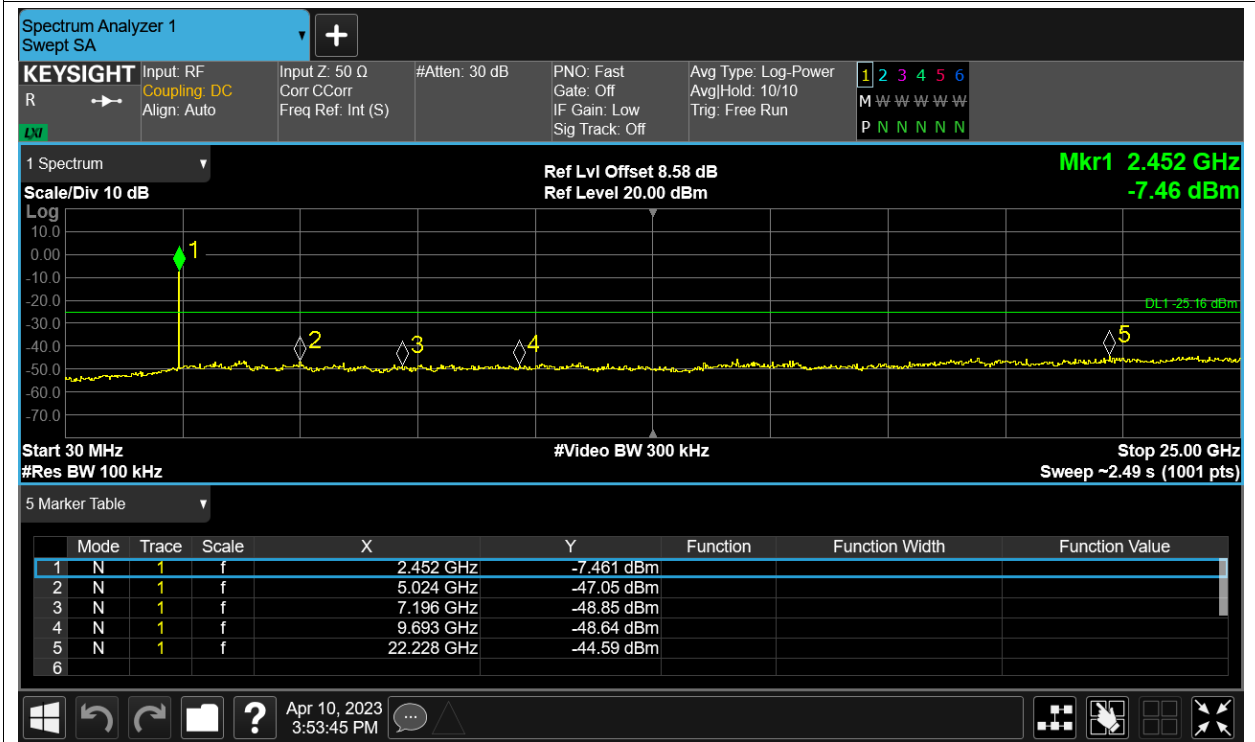 Spectrum Analyzer 1
Swept SA
+
KEYSIGHT
R
LXI
Input: RF
Coupling: DC
Align: Auto
Input Z: 50 Ω
Corr CCorr
Freq Ref: Int (S)
#Atten: 30 dB
PNO: Fast
Gate: Off
IF Gain: Low
Sig Track: Off
Avg Type: Log-Power
Avg|Hold: 10/10
Trig: Free Run
1 2 3 4 5 6
M W W W W W
P N N N N N
1 Spectrum
Scale/Div 10 dB
Ref Lvl Offset 8.58 dB
Ref Level 20.00 dBm
Mkr1 2.452 GHz
-7.46 dBm
Log
10.0
0.00
-10.0
-20.0
-30.0
-40.0
-50.0
-60.0
-70.0
1
2
3
4
5
DL1 -25.16 dBm
Start 30 MHz
#Res BW 100 kHz
#Video BW 300 kHz
Stop 25.00 GHz
Sweep ~2.49 s (1001 pts)
5 Marker Table
Mode Trace Scale X Y Function Function Width Function Value
1 N 1 f 2.452 GHz -7.461 dBm
2 N 1 f 5.024 GHz -47.05 dBm
3 N 1 f 7.196 GHz -48.85 dBm
4 N 1 f 9.693 GHz -48.64 dBm
5 N 1 f 22.228 GHz -44.59 dBm
6
?
Apr 10, 2023
3:53:45 PM